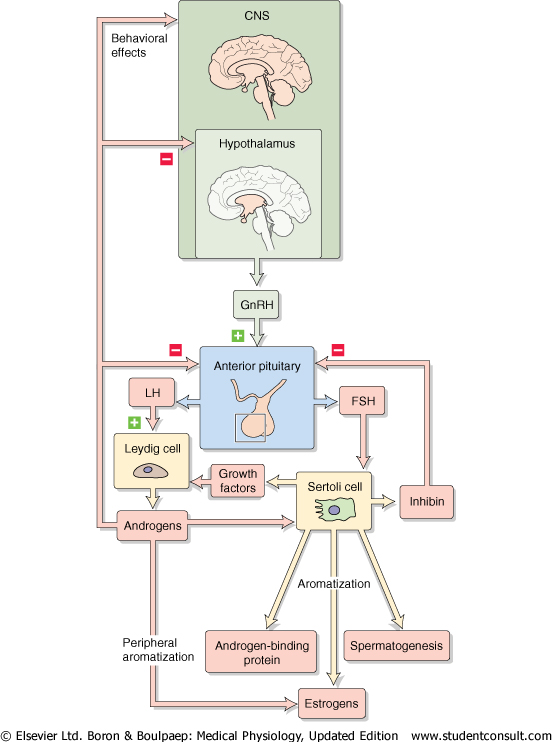 CNS
Behavioral
effects
Hypothalamus
−
GnRH
+
−
−
Anterior pituitary
LH
FSH
+
Leydig cell
Growth
factors
Sertoli cell
Inhibin
Androgens
Aromatization
Peripheral
aromatization
Androgen-binding
protein
Spermatogenesis
Estrogens
© Elsevier Ltd. Boron & Boulpaep: Medical Physiology, Updated Edition www.studentconsult.com